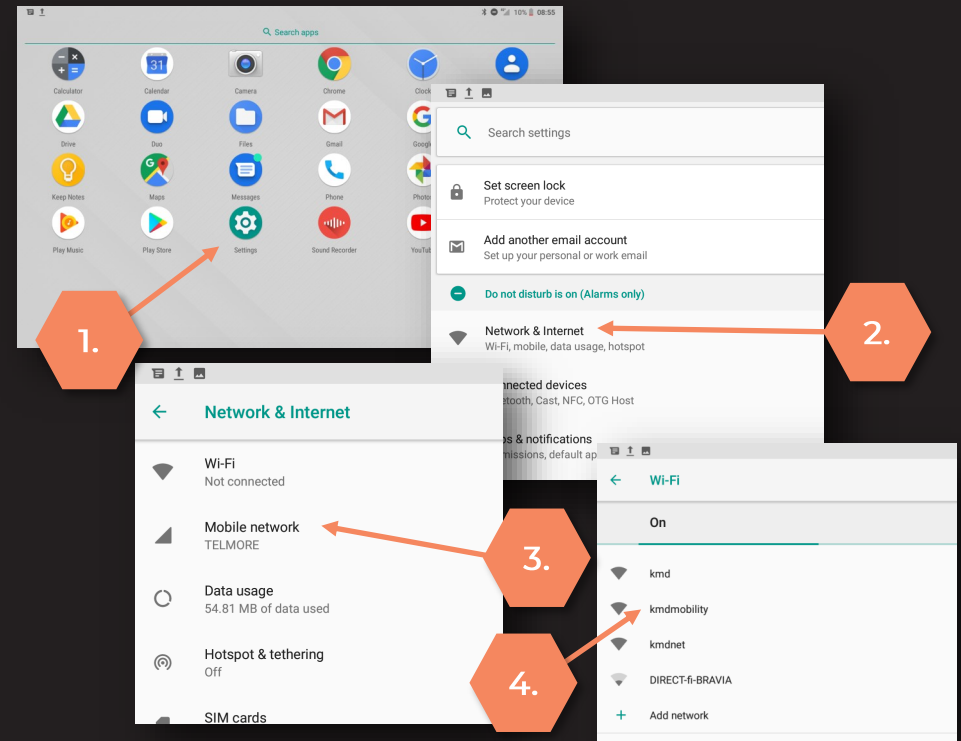 10% 08:55
Search apps
31
Calculator
Calendar
Camera
Chrome
Clock
Drive
Duo
Files
Gmail
Googl
Keep Notes
Maps
Messages
Phone
Photos
Play Music
Play Store
Settings
Sound Recorder
YouTub
1.
Search settings
Set screen lock
Protect your device
Add another email account
Set up your personal or work email
Do not disturb is on (Alarms only)
Network & Internet
Wi-Fi, mobile, data usage, hotspot
nnected devices
etooth, Cast, NFC, OTG Host
os & notifications
missions, default ap
2.
Network & Internet
Wi-Fi
Not connected
Mobile network
TELMORE
Data usage
54.81 MB of data used
Hotspot & tethering
Off
SIM cards
3.
Wi-Fi
On
kmd
kmdmobility
kmdnet
DIRECT-fi-BRAVIA
Add network
4.